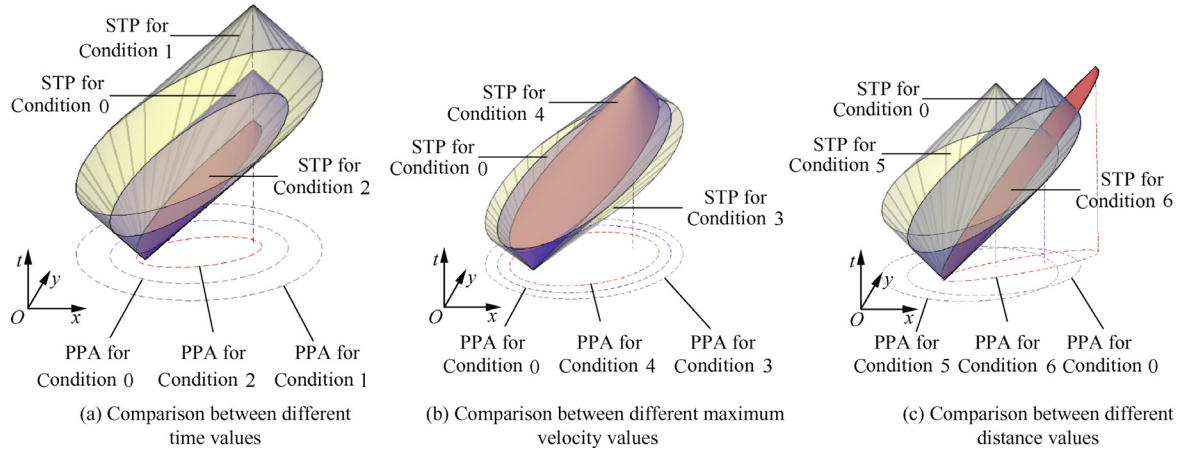 STP for
Condition 1
STP for
Condition 0
STP for
Condition 2
t
y
O
x
PPA for
Condition 0
PPA for
Condition 2
PPA for
Condition 1
(a) Comparison between different
time values
STP for
Condition 4
STP for
Condition 0
STP for
Condition 3
t
y
O
x
PPA for
Condition 0
PPA for
Condition 4
PPA for
Condition 3
(b) Comparison between different maximum
velocity values
STP for
Condition 0
STP for
Condition 5
STP for
Condition 6
t
y
O
x
PPA for
Condition 5
PPA for
Condition 6
PPA for
Condition 0
(c) Comparison between different
distance values